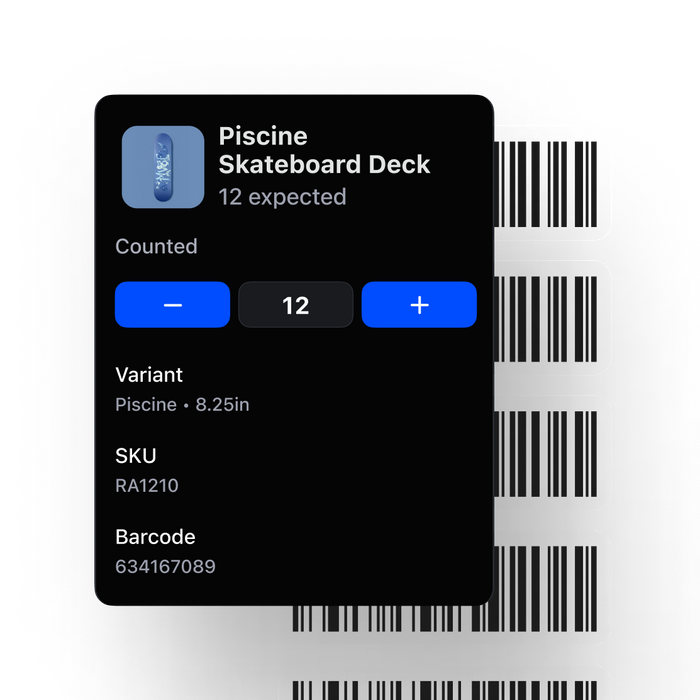 Piscine
Skateboard Deck
12 expected
Counted
− 12 +
Variant
Piscine • 8.25in
SKU
RA1210
Barcode
634167089